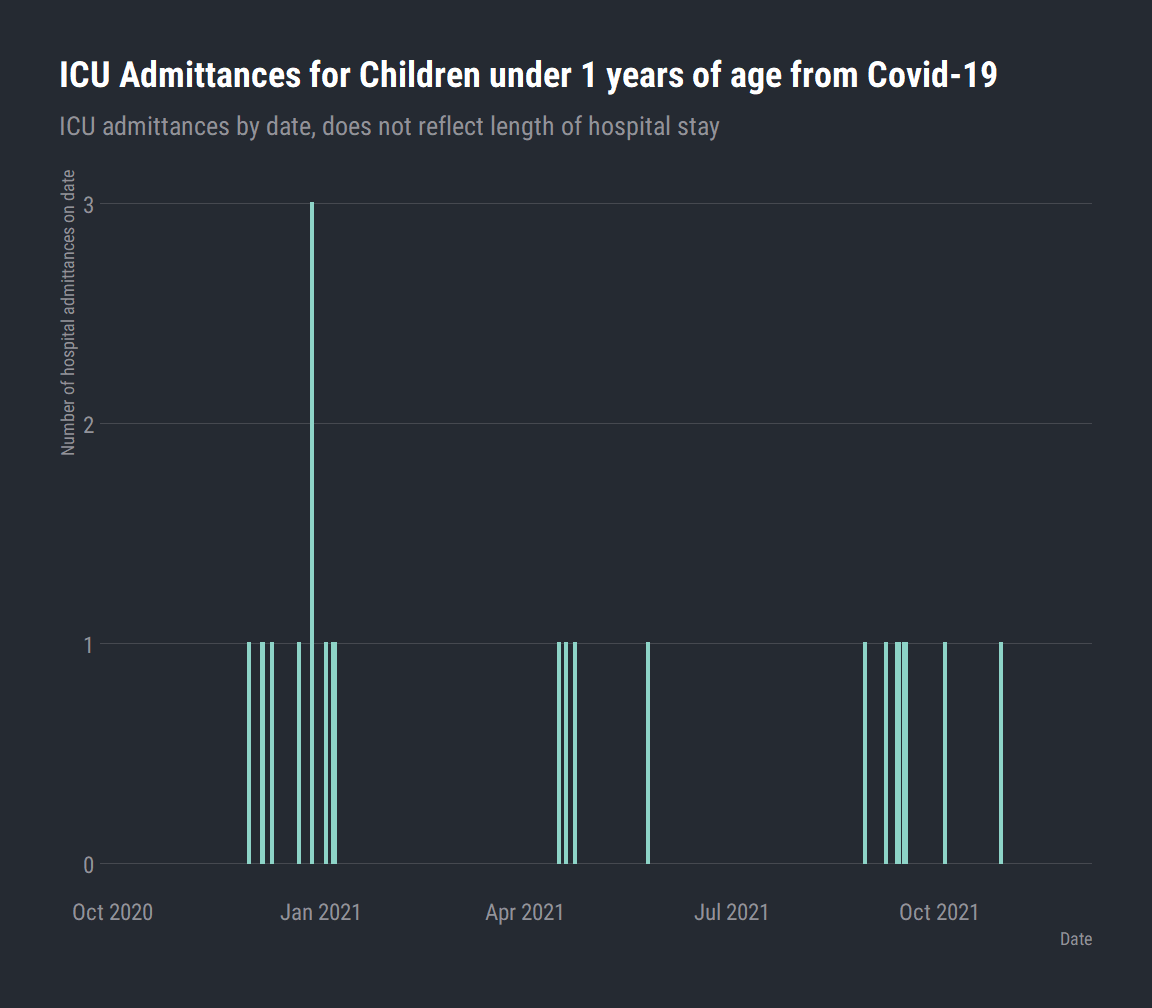 ICU Admittances for Children under 1 years of age from Covid-19
ICU admittances by date, does not reflect length of hospital stay
Number of hospital admittances on date
3
2
1
0
Oct 2020
Jan 2021
Apr 2021
Jul 2021
Oct 2021
Date